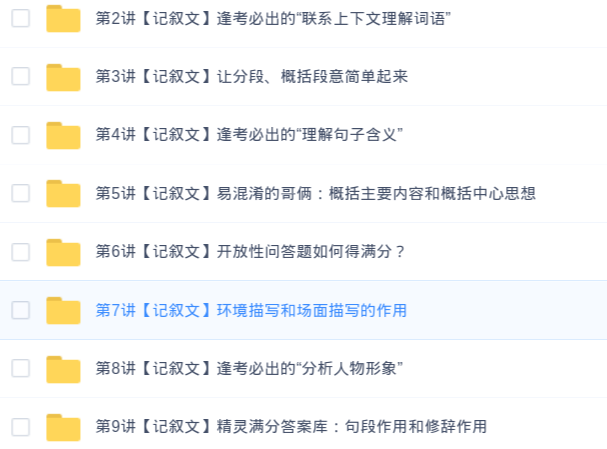 第2讲【记叙文】逢考必出的“联系上下文理解词语”
第3讲【记叙文】让分段、概括段意简单起来
第4讲【记叙文】逢考必出的“理解句子含义”
第5讲【记叙文】易混淆的哥俩：概括主要内容和概括中心思想
第6讲【记叙文】开放性问答题如何得满分？
第7讲【记叙文】环境描写和场面描写的作用
第8讲【记叙文】逢考必出的“分析人物形象”
第9讲【记叙文】精灵满分答案库：句段作用和修辞作用